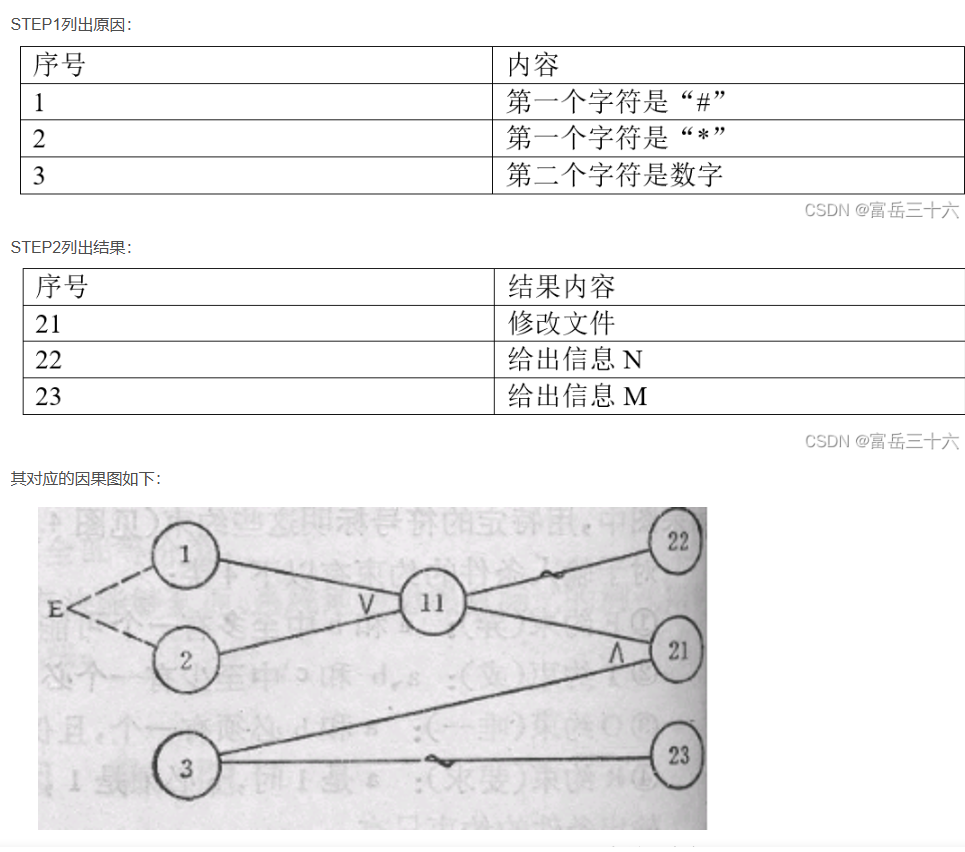 STEP1列出原因：
序号 内容
1 第一个字符是“#”
2 第一个字符是“*”
3 第二个字符是数字
CSDN @富岳三十六
STEP2列出结果：
序号 结果内容
21 修改文件
22 给出信息 N
23 给出信息 M
CSDN @富岳三十六
其对应的因果图如下：
1 22
E V 11
2 Λ 21
3 23